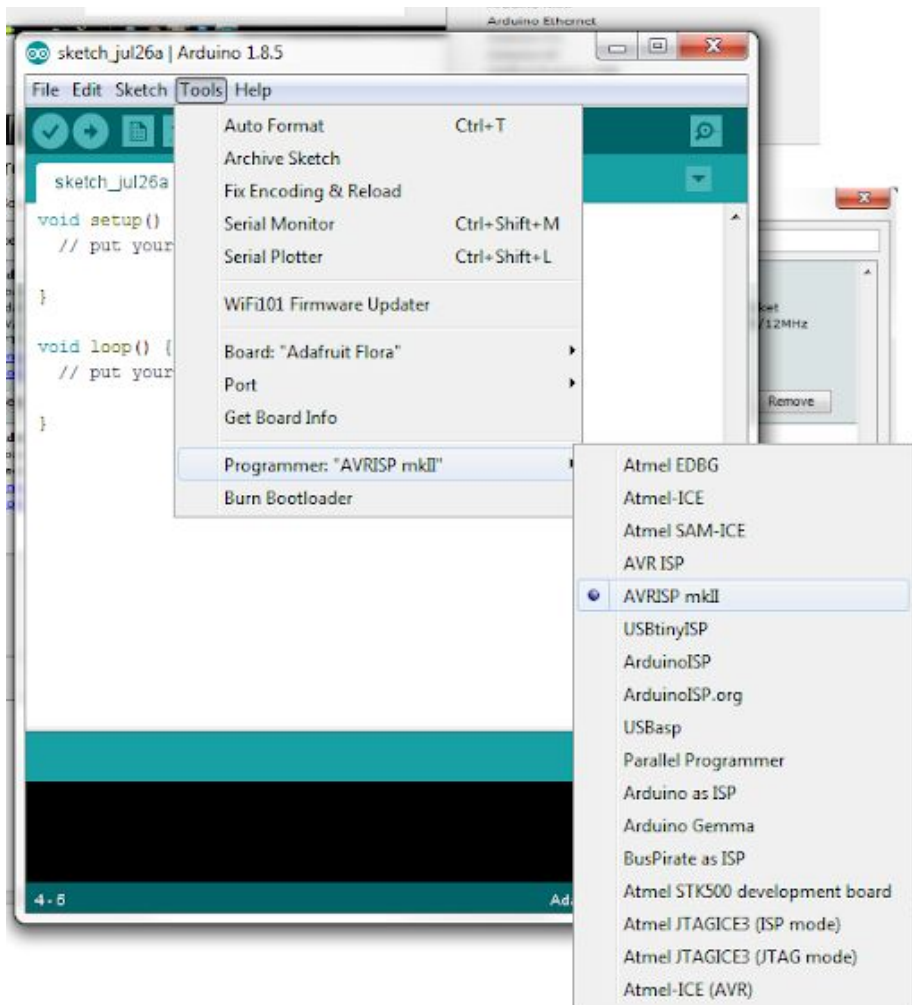 Arduino Ethernet
sketch_jul26a | Arduino 1.8.5
File Edit Sketch Tools Help
sketch_jul26a
void setup()
// put your
}
void loop() {
// put your
}
Auto Format Ctrl+T
Archive Sketch
Fix Encoding & Reload
Serial Monitor Ctrl+Shift+M
Serial Plotter Ctrl+Shift+L
WiFi101 Firmware Updater
Board: "Adafruit Flora"
Port
Get Board Info
Programmer: "AVRISP mkII"
Burn Bootloader
/12MHz
Remove
Atmel EDBG
Atmel-ICE
Atmel SAM-ICE
AVR ISP
AVRISP mkII
USBtinyISP
ArduinoISP
ArduinoISP.org
USBasp
Parallel Programmer
Arduino as ISP
Arduino Gemma
BusPirate as ISP
Atmel STK500 development board
Atmel JTAGICE3 (ISP mode)
Atmel JTAGICE3 (JTAG mode)
Atmel-ICE (AVR)
4 - 5
Ad